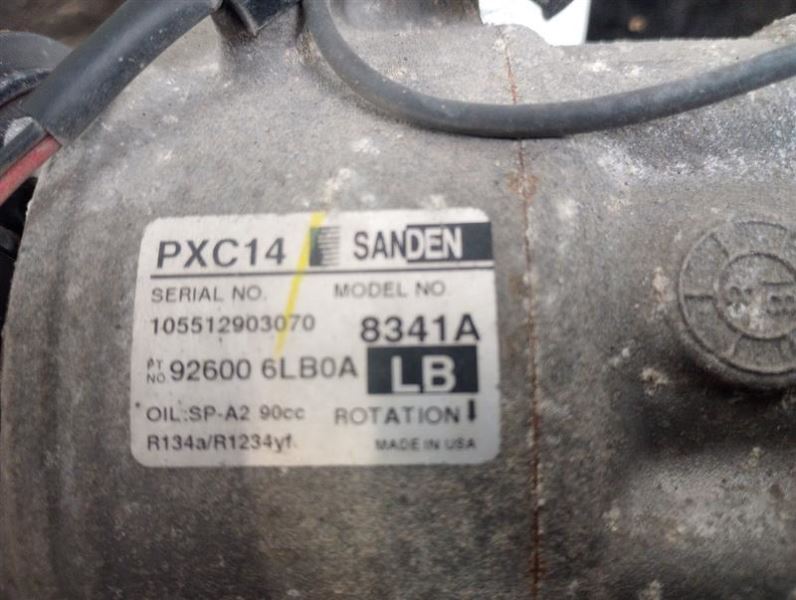 PXC14 SANDEN
SERIAL NO. MODEL NO.
105512903070 8341A
PT NO 92600 6LB0A LB
OIL:SP-A2 90cc ROTATION
R134a/R1234yf. MADE IN USA